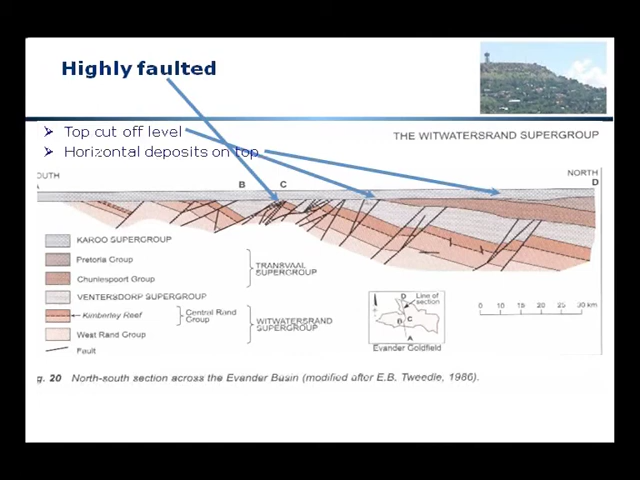 Highly faulted
Top cut off level
Horizontal deposits on top
THE WITWATERSRAND SUPERGROUP
OUTH
NORTH
A
B
C
D
KAROO SUPERGROUP
Pretoria Group
Chuniespoort Group
TRANSVAAL
SUPERGROUP
VENTERSDORP SUPERGROUP
Kimberley Reef
Central Rand
Group
West Rand Group
WITWATERSRAND
SUPERGROUP
Fault
D
Line of
section
B
C
A
Evander Goldfield
0 5 10 15 20 25 30 km
g. 20 North-south section across the Evander Basin (modified after E.B. Tweedie, 1986).